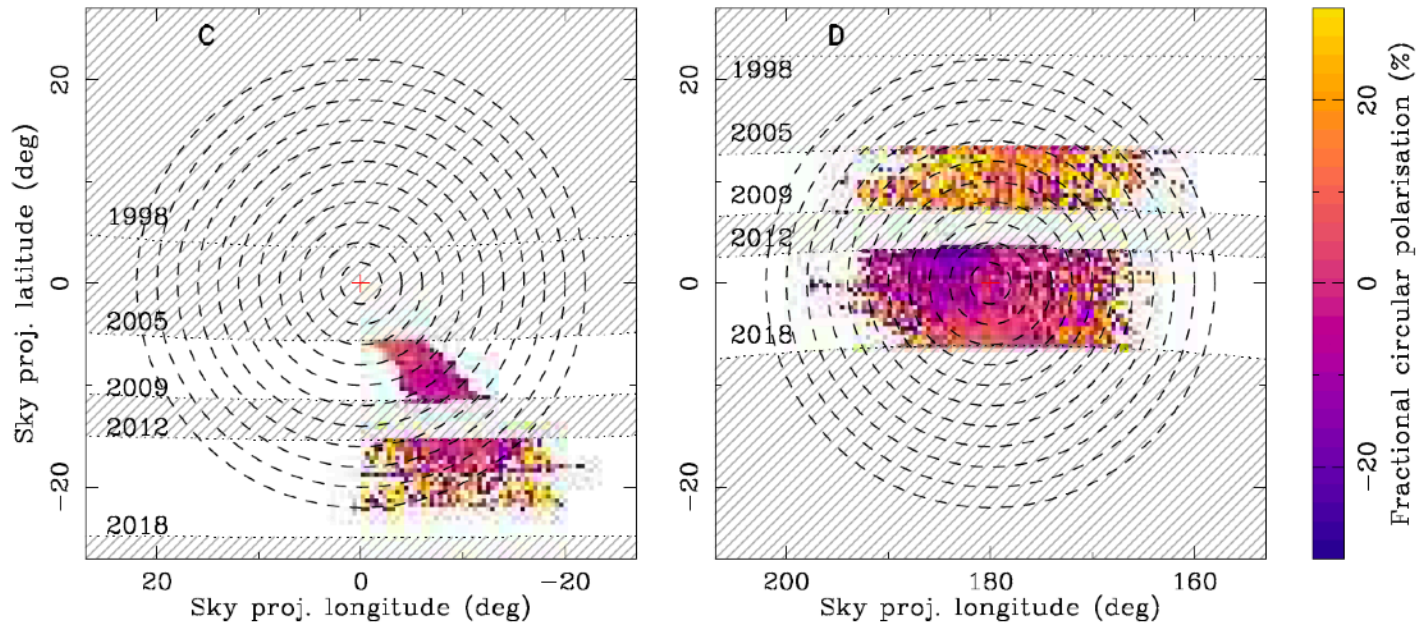 C
D
20
0
−20
Sky proj. latitude (deg)
1998
2005
2009
2012
2018
1998
2005
2009
2012
2018
20
0
−20
20
0
−20
Fractional circular polarisation (%)
20 0 −20
200 180 160
Sky proj. longitude (deg)
Sky proj. longitude (deg)